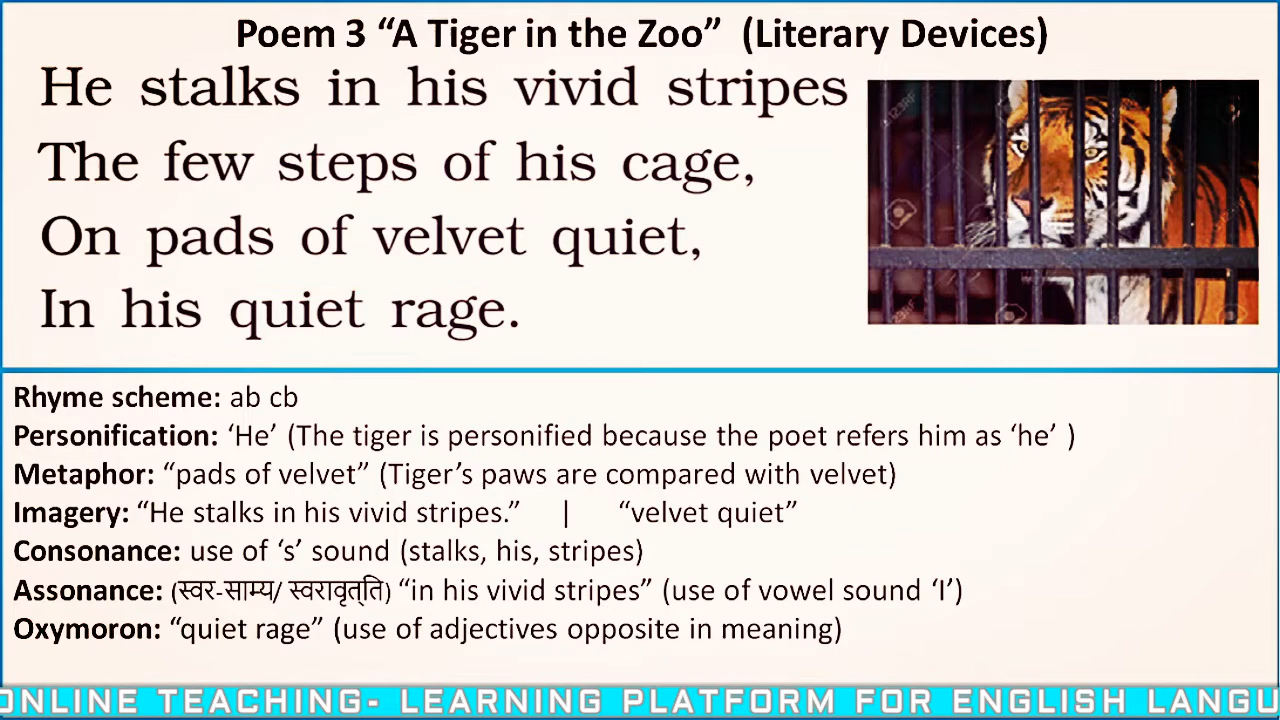 Poem 3 “A Tiger in the Zoo” (Literary Devices)
He stalks in his vivid stripes
The few steps of his cage,
On pads of velvet quiet,
In his quiet rage.
123RF
123RF
Rhyme scheme: ab cb
Personification: ‘He’ (The tiger is personified because the poet refers him as ‘he’ )
Metaphor: “pads of velvet” (Tiger’s paws are compared with velvet)
Imagery: “He stalks in his vivid stripes.” | “velvet quiet”
Consonance: use of ‘s’ sound (stalks, his, stripes)
Assonance: (स्वर-साम्य/ स्वरावृत्ति) “in his vivid stripes” (use of vowel sound ‘I’)
Oxymoron: “quiet rage” (use of adjectives opposite in meaning)
ONLINE TEACHING- LEARNING PLATFORM FOR ENGLISH LANGU